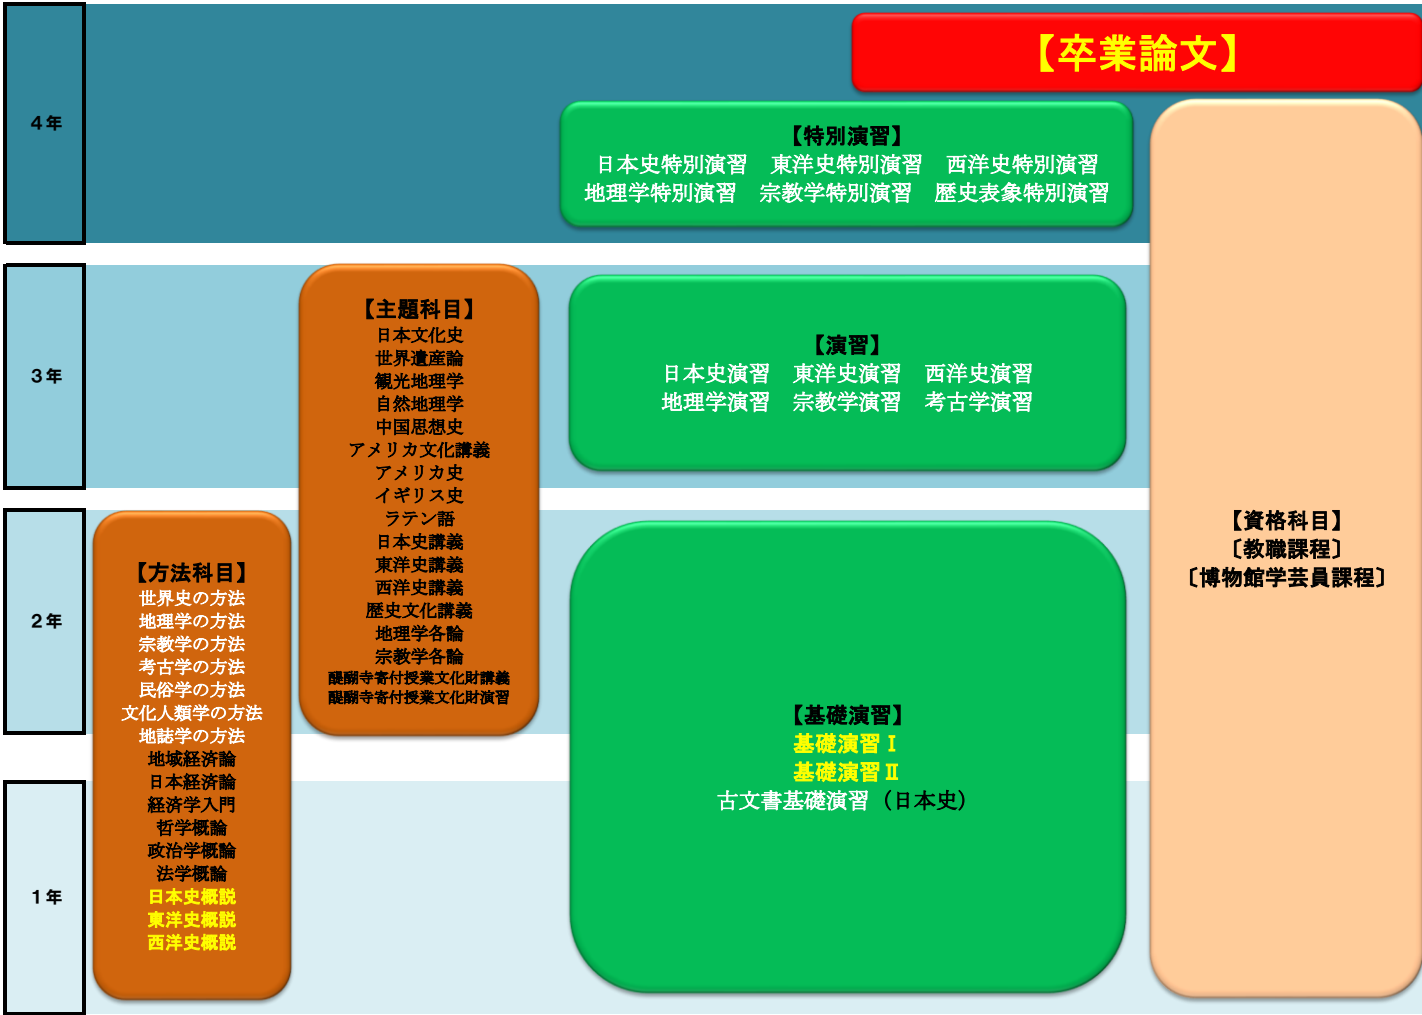 【卒業論文】
4年
【特別演習】
日本史特別演習　東洋史特別演習　西洋史特別演習
地理学特別演習　宗教学特別演習　歴史表象特別演習
3年
【主題科目】
日本文化史
世界遺産論
観光地理学
自然地理学
中国思想史
アメリカ文化講義
アメリカ史
イギリス史
ラテン語
日本史講義
東洋史講義
西洋史講義
歴史文化講義
地理学各論
宗教学各論
醍醐寺寄付授業文化財講義
醍醐寺寄付授業文化財演習
【演習】
日本史演習　東洋史演習　西洋史演習
地理学演習　宗教学演習　考古学演習
【資格科目】
〔教職課程〕
〔博物館学芸員課程〕
2年
【方法科目】
世界史の方法
地理学の方法
宗教学の方法
考古学の方法
民俗学の方法
文化人類学の方法
地誌学の方法
地域経済論
日本経済論
経済学入門
哲学概論
政治学概論
法学概論
日本史概説
東洋史概説
西洋史概説
【基礎演習】
基礎演習Ⅰ
基礎演習Ⅱ
古文書基礎演習（日本史）
1年